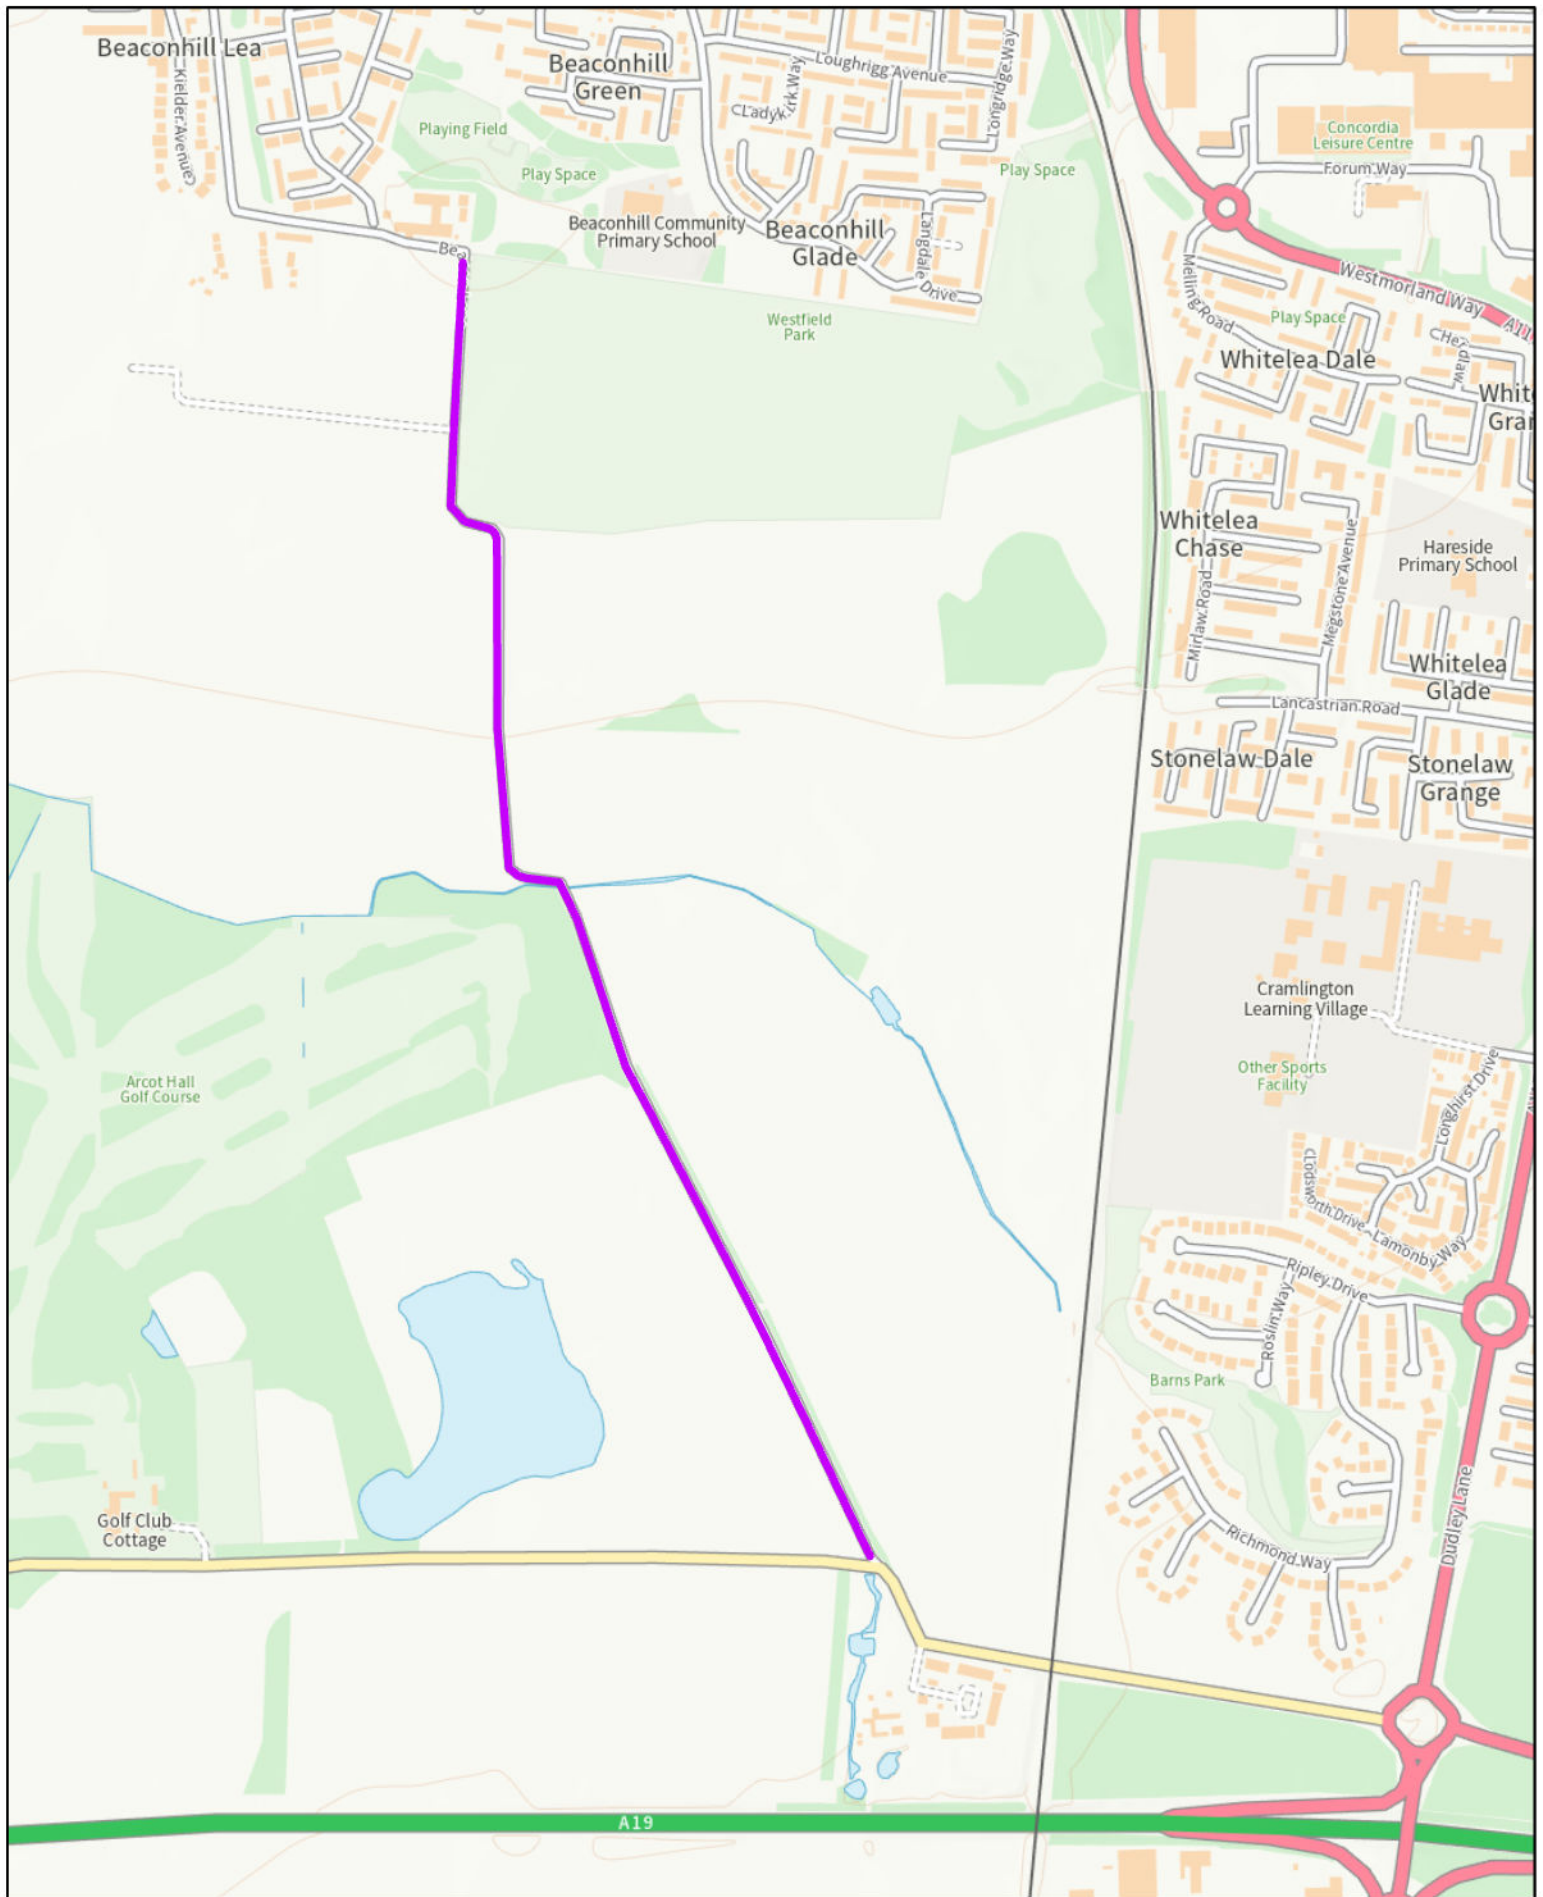 Beaconhill Lea
Kielder Avenue
Beaconhill
Green
Loughrigg Avenue
Longridge Way
Playing Field
Play Space
Play Space
Concordia
Leisure Centre
Forum Way
Beaconhill Community
Primary School
Beaconhill
Glade
Langdale Drive
Bea
Westfield
Park
Melling Road
Westmorland Way
Play Space
Whitelea Dale
Whitelea
Chase
Hareside
Primary School
Mirlaw Road
Megstone Avenue
Whitelea
Glade
Lancastrian Road
Stonelaw Dale
Stonelaw
Grange
Cramlington
Learning Village
Other Sports
Facility
Arcot Hall
Golf Course
Longhirst Drive
Lodsworth Drive
Lamonby Way
Ripley Drive
Roslin Way
Barns Park
Golf Club
Cottage
Richmond Way
Dudley Lane
A19